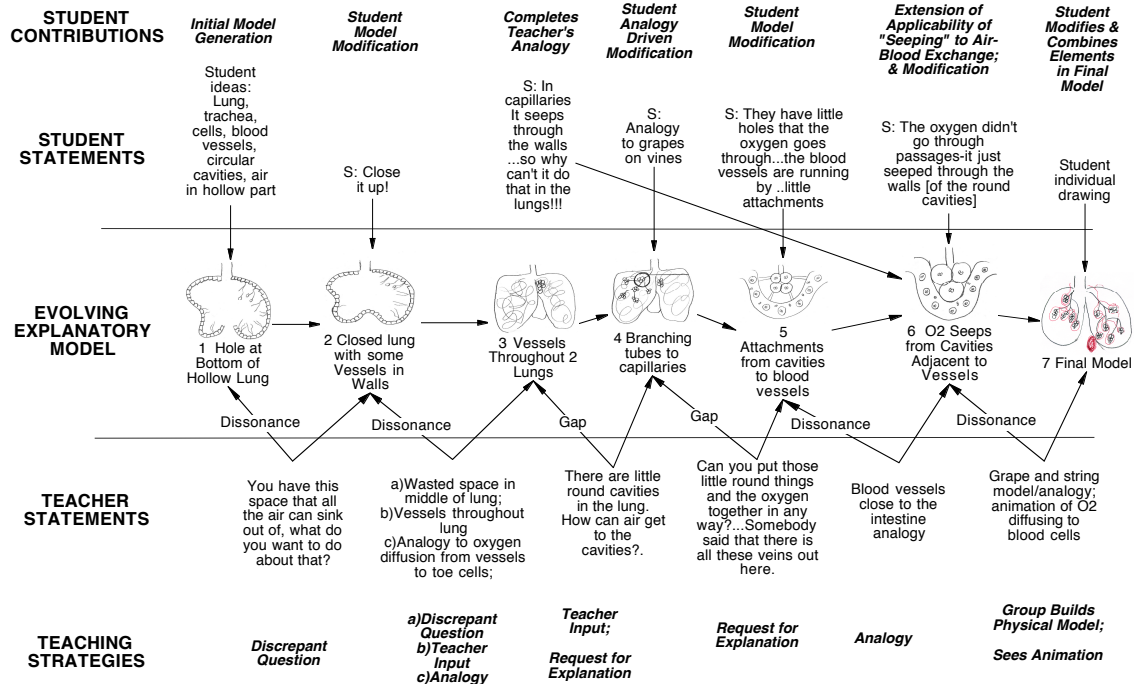 STUDENT
CONTRIBUTIONS
Initial Model
Generation
Student
Model
Modification
Completes
Teacher's
Analogy
Student
Analogy
Driven
Modification
Student
Model
Modification
Extension of
Applicability of
"Seeping" to Air-
Blood Exchange;
& Modification
Student
Modifies &
Combines
Elements
in Final
Model
STUDENT
STATEMENTS
Student
ideas:
Lung,
trachea,
cells, blood
vessels,
circular
cavities, air
in hollow part
S: Close
it up!
S: In
capillaries
It seeps
through
the walls
...so why
can't it do
that in the
lungs!!!
S:
Analogy
to grapes
on vines
S: They have little
holes that the
oxygen goes
through...the blood
vessels are running
by ..little
attachments
S: The oxygen didn't
go through
passages-it just
seeped through the
walls [of the round
cavities]
Student
individual
drawing
EVOLVING
EXPLANATORY
MODEL
1 Hole at
Bottom of
Hollow Lung
2 Closed lung
with some
Vessels in
Walls
3 Vessels
Throughout 2
Lungs
4 Branching
tubes to
capillaries
5
Attachments
from cavities
to blood
vessels
6 O2 Seeps
from Cavities
Adjacent to
Vessels
7 Final Model
Dissonance
Dissonance
Gap
Gap
Dissonance
Dissonance
TEACHER
STATEMENTS
You have this
space that all
the air can sink
out of, what do
you want to do
about that?
a)Wasted space in
middle of lung;
b)Vessels throughout
lung
c)Analogy to oxygen
diffusion from vessels
to toe cells;
There are little
round cavities
in the lung.
How can air get
to the
cavities?.
Can you put those
little round things
and the oxygen
together in any
way?...Somebody
said that there is
all these veins out
here.
Blood vessels
close to the
intestine
analogy
Grape and string
model/analogy;
animation of O2
diffusing to
blood cells
TEACHING
STRATEGIES
Discrepant
Question
a)Discrepant
Question
b)Teacher
Input
c)Analogy
Teacher
Input;
Request for
Explanation
Request for
Explanation
Analogy
Group Builds
Physical Model;
Sees Animation